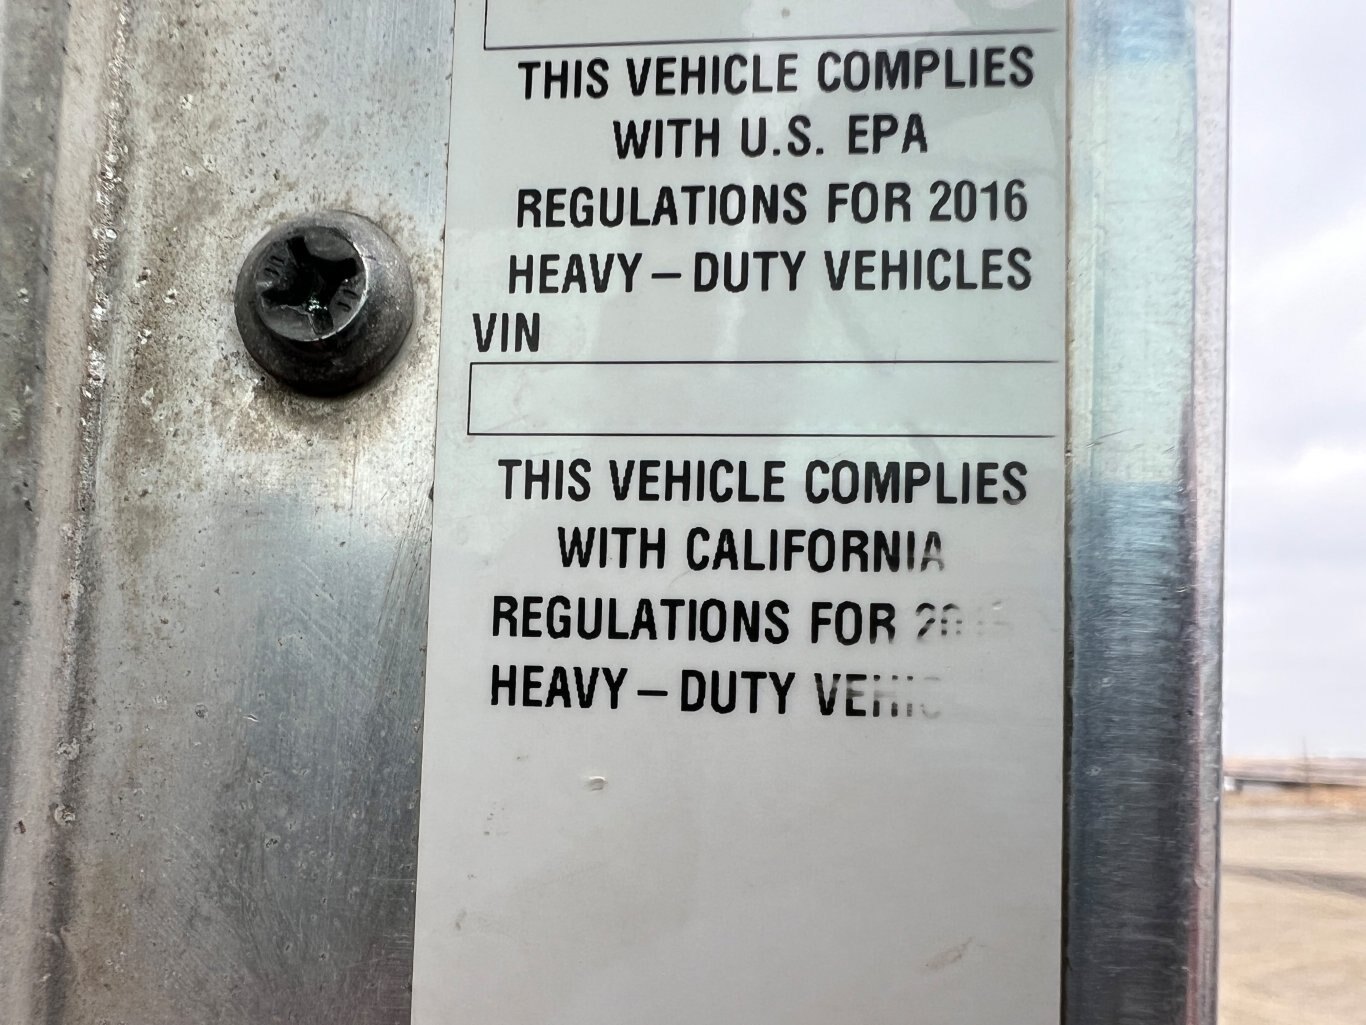 THIS VEHICLE COMPLIES
WITH U.S. EPA
REGULATIONS FOR 2016
HEAVY–DUTY VEHICLES
VIN
THIS VEHICLE COMPLIES
WITH CALIFORNIA
REGULATIONS FOR
HEAVY–DUTY